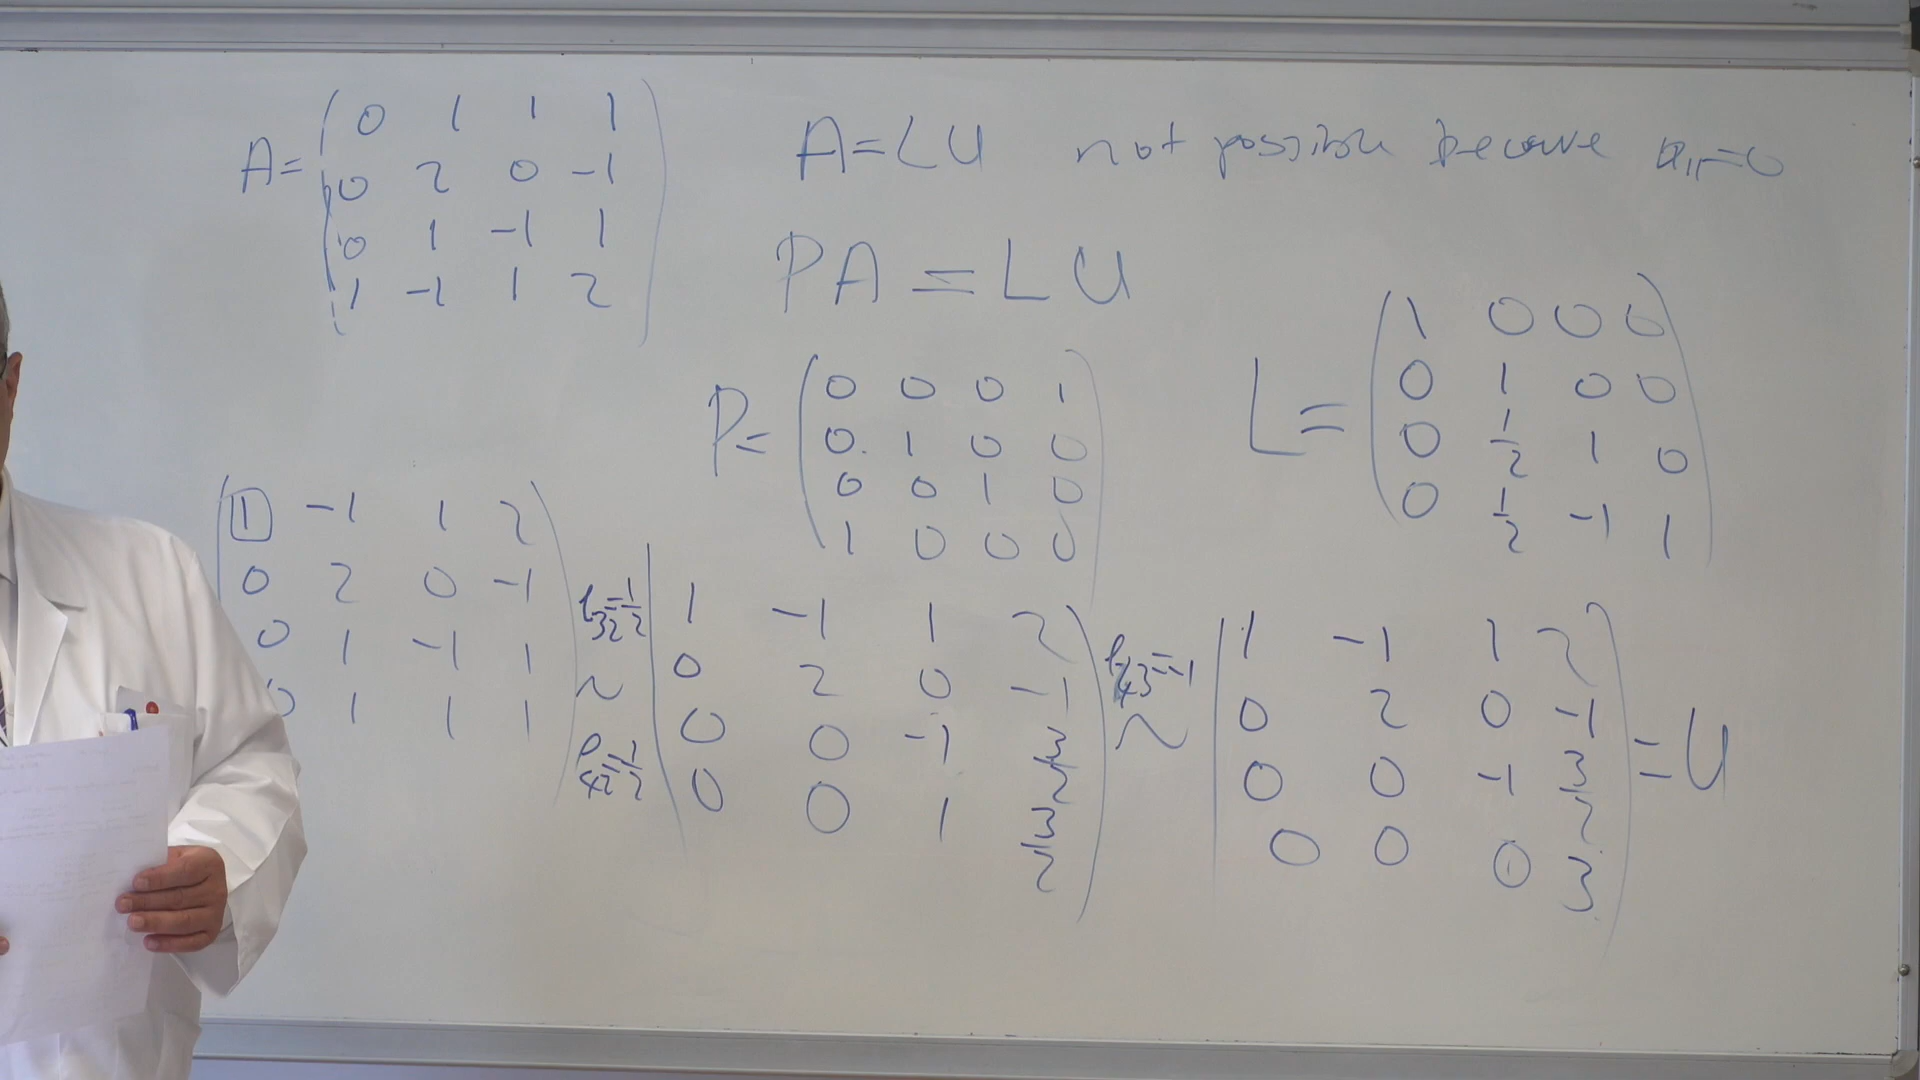 A = ( 0 1 1 1
0 2 0 -1
0 1 -1 1
1 -1 1 2 )
A = LU not possible because a₁₁=0
PA = LU
P = ( 0 0 0 1
0 1 0 0
0 0 1 0
1 0 0 0 )
L = ( 1 0 0 0
0 1 0 0
0 1/2 1 0
0 1/2 -1 1 )
( 1 -1 1 2
0 2 0 -1
0 1 -1 1
0 1 1 1 )
l₃₂=1/2
~
l₄₂=1/2
( 1 -1 1 2
0 2 0 -1
0 0 -1 3/2
0 0 1 3/2 )
l₄₃=-1
~
( 1 -1 1 2
0 2 0 -1
0 0 -1 3/2
0 0 0 3 ) = U